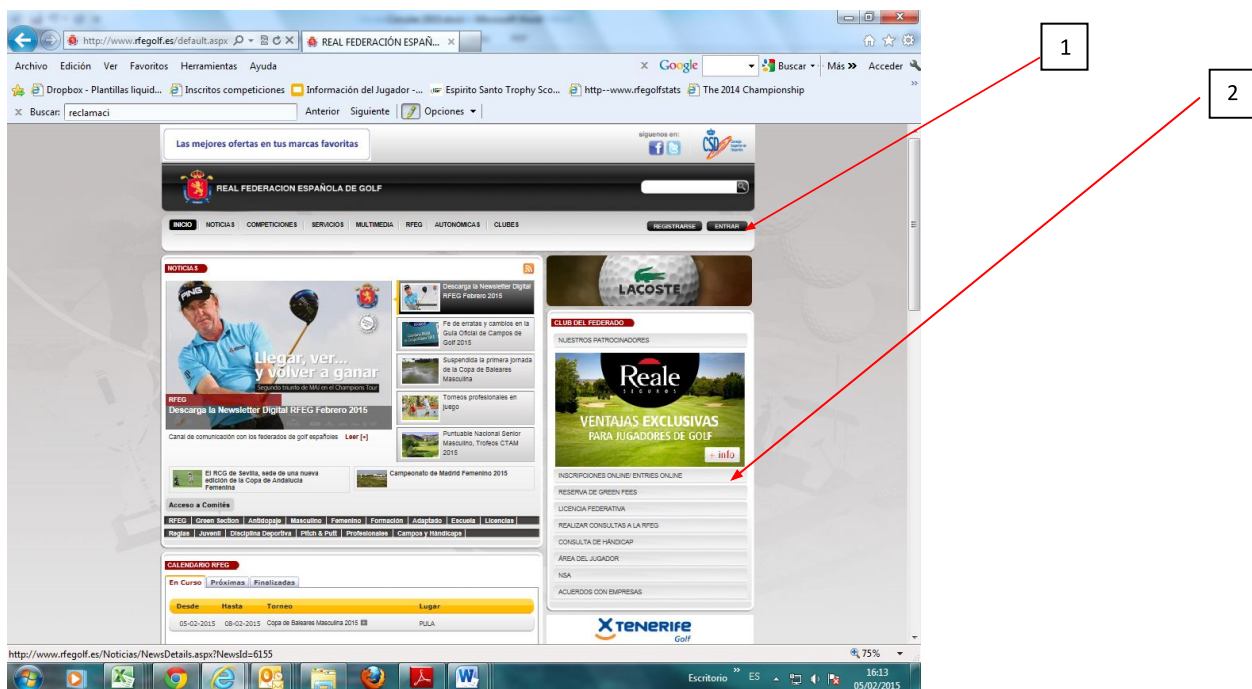 http://www.rfegolf.es/default.aspx
REAL FEDERACIÓN ESPAÑ...
Archivo Edición Ver Favoritos Herramientas Ayuda
Google
Buscar
Más »
Acceder
Dropbox - Plantillas liquid... Inscritos competiciones Información del Jugador -... Espirito Santo Trophy Sco... http--www.rfegolfstats The 2014 Championship
x Buscar: reclamaci
Anterior Siguiente Opciones
1
2
Las mejores ofertas en tus marcas favoritas
síguenos en:
CSD
REAL FEDERACION ESPAÑOLA DE GOLF
INICIO NOTICIAS COMPETICIONES SERVICIOS MULTIMEDIA RFEG AUTONÓMICAS CLUBES
REGISTRARSE ENTRAR
NOTICIAS
PING
Llegar, ver...
y volver a ganar
Segundo triunfo de MAJ en el Champions Tour
RFEG
Descarga la Newsletter Digital RFEG Febrero 2015
Canal de comunicación con los federados de golf españoles Leer [+]
Descarga la Newsletter Digital
RFEG Febrero 2015
Fe de erratas y cambios en la
Guía Oficial de Campos de
Golf 2015
Suspendida la primera jornada
de la Copa de Baleares
Masculina
Torneos profesionales en
juego
Puntuable Nacional Senior
Masculino, Trofeos CTAM
2015
El RCG de Sevilla, sede de una nueva
edición de la Copa de Andalucía
Femenina
Campeonato de Madrid Femenino 2015
Acceso a Comités
RFEG | Green Section | Antidopaje | Masculino | Femenino | Formación | Adaptado | Escuela | Licencias |
Reglas | Juvenil | Disciplina Deportiva | Pitch & Putt | Profesionales | Campos y Hándicaps |
CALENDARIO RFEG
En Curso Próximas Finalizadas
Desde Hasta Torneo Lugar
05-02-2015 08-02-2015 Copa de Baleares Masculina 2015 PULA
LACOSTE
CLUB DEL FEDERADO
NUESTROS PATROCINADORES
Reale
SEGUROS
VENTAJAS EXCLUSIVAS
PARA JUGADORES DE GOLF
+ info
INSCRIPCIONES ONLINE/ ENTRIES ONLINE
RESERVA DE GREEN FEES
LICENCIA FEDERATIVA
REALIZAR CONSULTAS A LA RFEG
CONSULTA DE HÁNDICAP
ÁREA DEL JUGADOR
NSA
ACUERDOS CON EMPRESAS
TENERIFE
Golf
http://www.rfegolf.es/Noticias/NewsDetails.aspx?NewsId=6155
75%
Escritorio » ES
16:13
05/02/2015